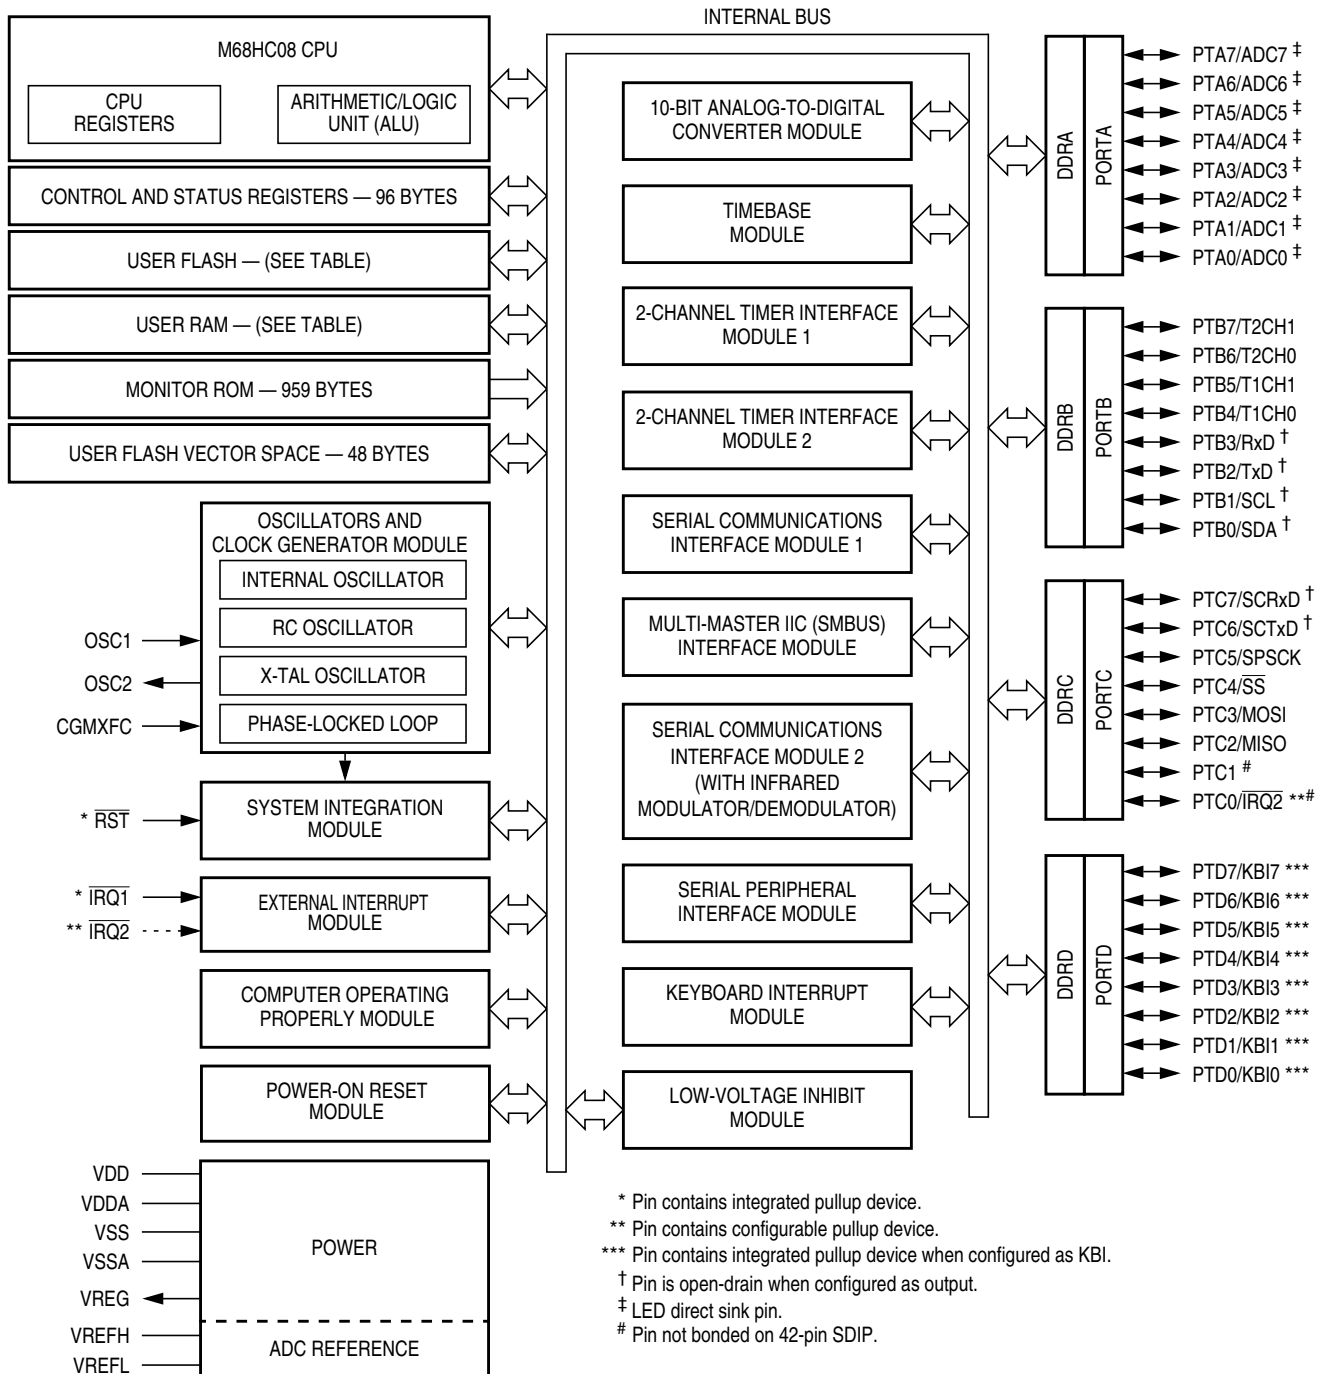 INTERNAL BUS
M68HC08 CPU
CPU
REGISTERS
ARITHMETIC/LOGIC
UNIT (ALU)
CONTROL AND STATUS REGISTERS — 96 BYTES
USER FLASH — (SEE TABLE)
USER RAM — (SEE TABLE)
MONITOR ROM — 959 BYTES
USER FLASH VECTOR SPACE — 48 BYTES
OSCILLATORS AND
CLOCK GENERATOR MODULE
INTERNAL OSCILLATOR
RC OSCILLATOR
X-TAL OSCILLATOR
PHASE-LOCKED LOOP
OSC1
OSC2
CGMXFC
SYSTEM INTEGRATION
MODULE
* R̅S̅T̅
EXTERNAL INTERRUPT
MODULE
* I̅R̅Q̅1̅
** I̅R̅Q̅2̅
COMPUTER OPERATING
PROPERLY MODULE
POWER-ON RESET
MODULE
VDD
VDDA
VSS
VSSA
VREG
VREFH
VREFL
POWER
ADC REFERENCE
10-BIT ANALOG-TO-DIGITAL
CONVERTER MODULE
TIMEBASE
MODULE
2-CHANNEL TIMER INTERFACE
MODULE 1
2-CHANNEL TIMER INTERFACE
MODULE 2
SERIAL COMMUNICATIONS
INTERFACE MODULE 1
MULTI-MASTER IIC (SMBUS)
INTERFACE MODULE
SERIAL COMMUNICATIONS
INTERFACE MODULE 2
(WITH INFRARED
MODULATOR/DEMODULATOR)
SERIAL PERIPHERAL
INTERFACE MODULE
KEYBOARD INTERRUPT
MODULE
LOW-VOLTAGE INHIBIT
MODULE
DDRA
PORTA
PTA7/ADC7 ‡
PTA6/ADC6 ‡
PTA5/ADC5 ‡
PTA4/ADC4 ‡
PTA3/ADC3 ‡
PTA2/ADC2 ‡
PTA1/ADC1 ‡
PTA0/ADC0 ‡
DDRB
PORTB
PTB7/T2CH1
PTB6/T2CH0
PTB5/T1CH1
PTB4/T1CH0
PTB3/RxD †
PTB2/TxD †
PTB1/SCL †
PTB0/SDA †
DDRC
PORTC
PTC7/SCRxD †
PTC6/SCTxD †
PTC5/SPSCK
PTC4/S̅S̅
PTC3/MOSI
PTC2/MISO
PTC1 #
PTC0/I̅R̅Q̅2̅ **#
DDRD
PORTD
PTD7/KBI7 ***
PTD6/KBI6 ***
PTD5/KBI5 ***
PTD4/KBI4 ***
PTD3/KBI3 ***
PTD2/KBI2 ***
PTD1/KBI1 ***
PTD0/KBI0 ***
* Pin contains integrated pullup device.
** Pin contains configurable pullup device.
*** Pin contains integrated pullup device when configured as KBI.
† Pin is open-drain when configured as output.
‡ LED direct sink pin.
# Pin not bonded on 42-pin SDIP.